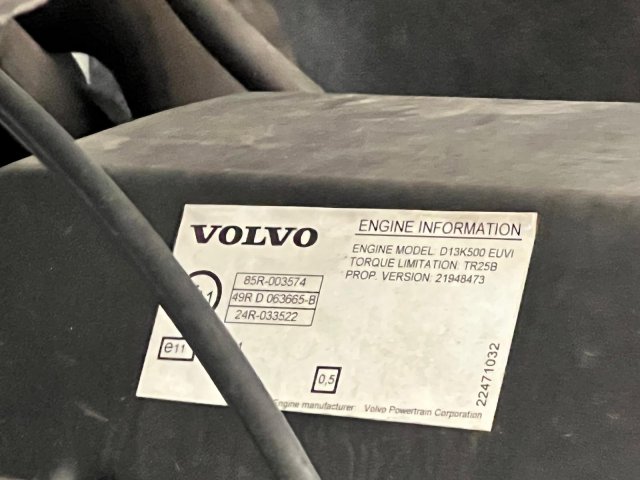 VOLVO
ENGINE INFORMATION
ENGINE MODEL: D13K500 EUVI
TORQUE LIMITATION: TR25B
PROP. VERSION: 21948473
85R-003574
49R D 063665-B
24R-033522
e11
0,5
22471032
Engine manufacturer: Volvo Powertrain Corporation